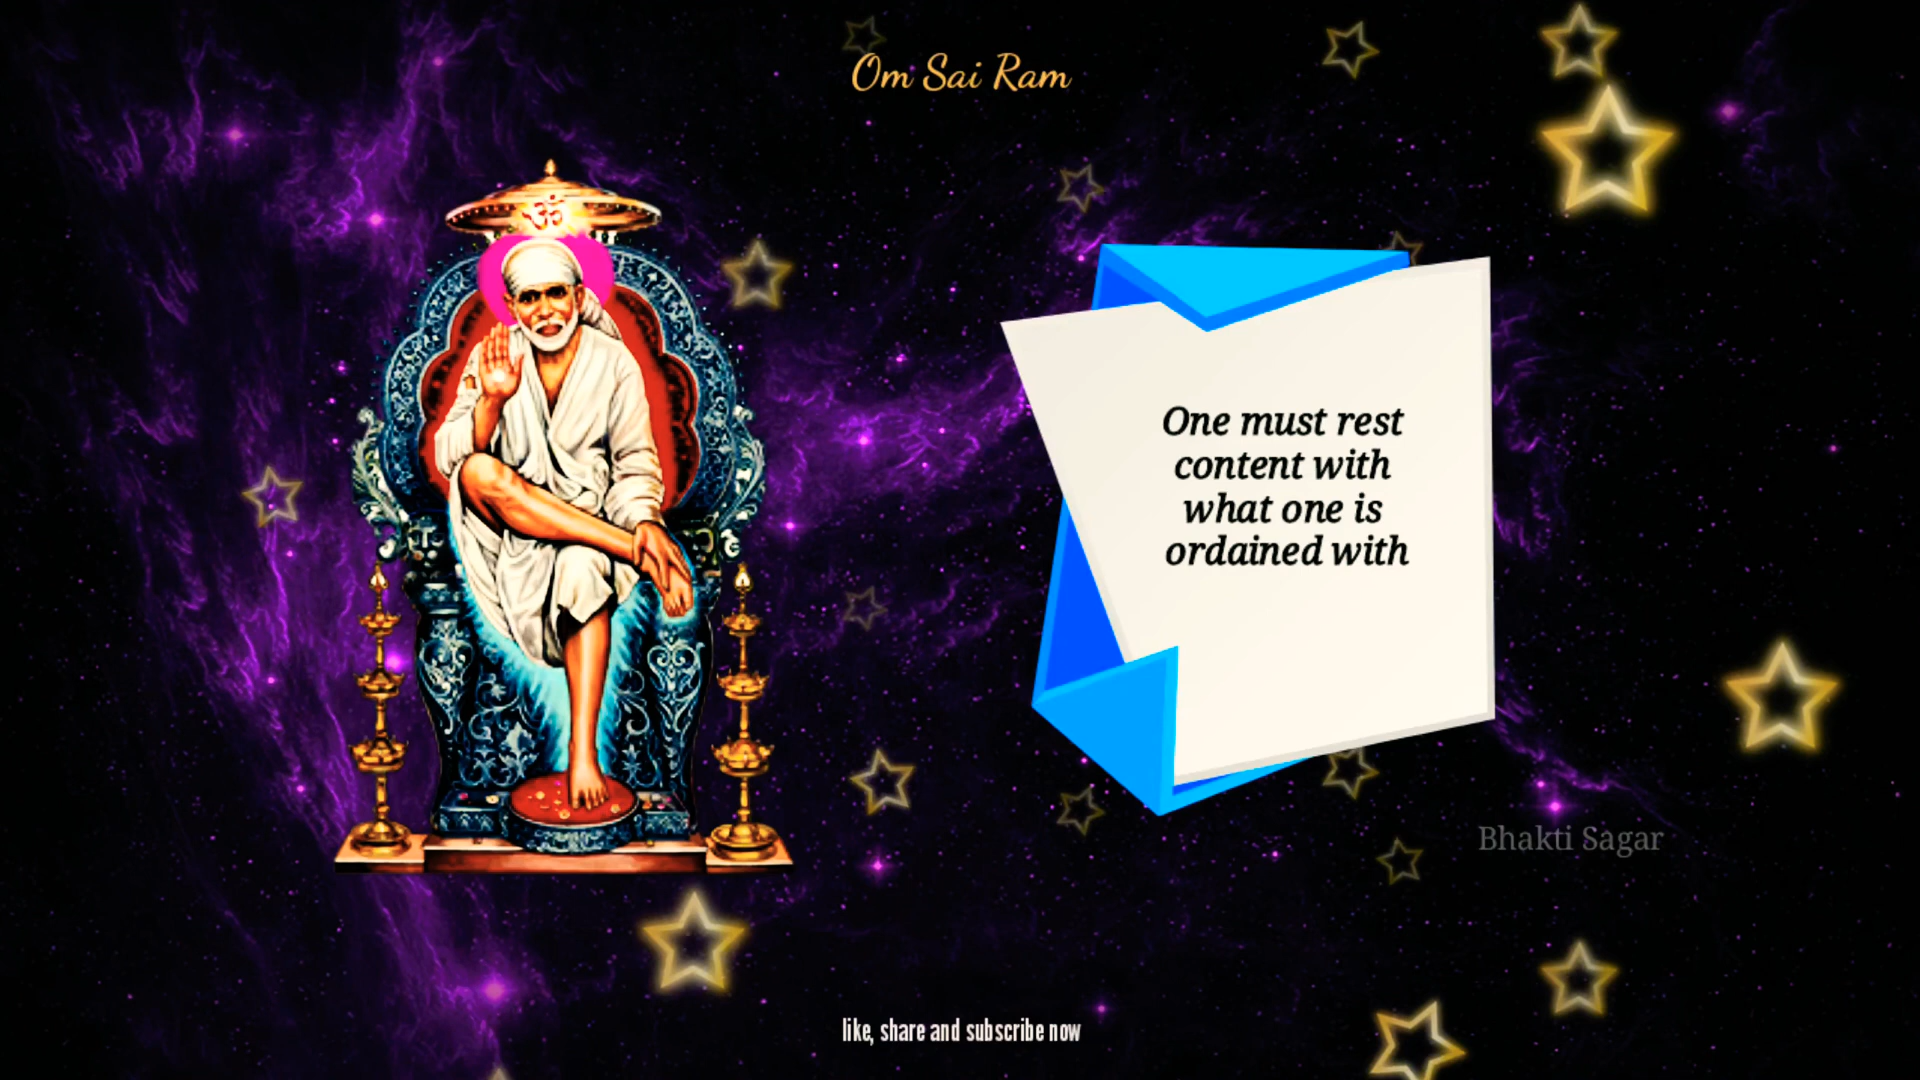 Om Sai Ram
ॐ
One must rest
content with
what one is
ordained with
Bhakti Sagar
like, share and subscribe now